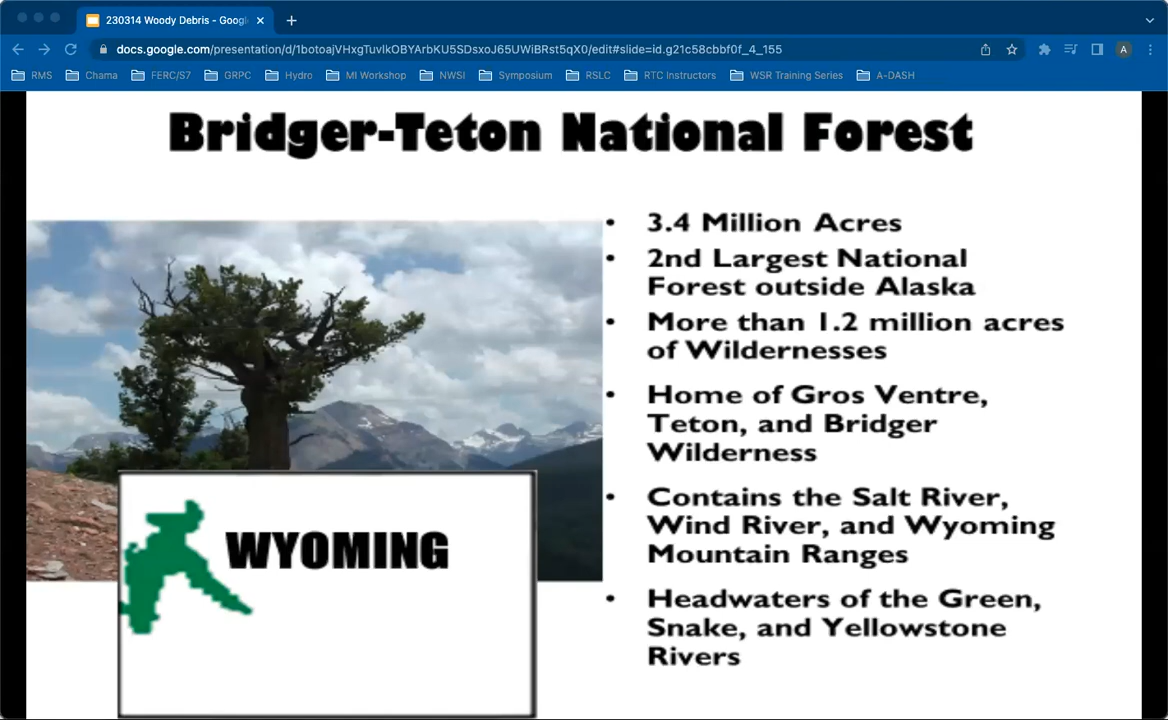 230314 Woody Debris - Googl
docs.google.com/presentation/d/1botoajVHxgTuvlkOBYArbKU5SDsxoJ65UWiBRst5qX0/edit#slide=id.g21c58cbbf0f_4_155
A
RMS
Chama
FERC/S7
GRPC
Hydro
MI Workshop
NWSI
Symposium
RSLC
RTC Instructors
WSR Training Series
A-DASH
Bridger-Teton National Forest
• 3.4 Million Acres
• 2nd Largest National
Forest outside Alaska
• More than 1.2 million acres
of Wildernesses
• Home of Gros Ventre,
Teton, and Bridger
Wilderness
• Contains the Salt River,
Wind River, and Wyoming
Mountain Ranges
• Headwaters of the Green,
Snake, and Yellowstone
Rivers
WYOMING